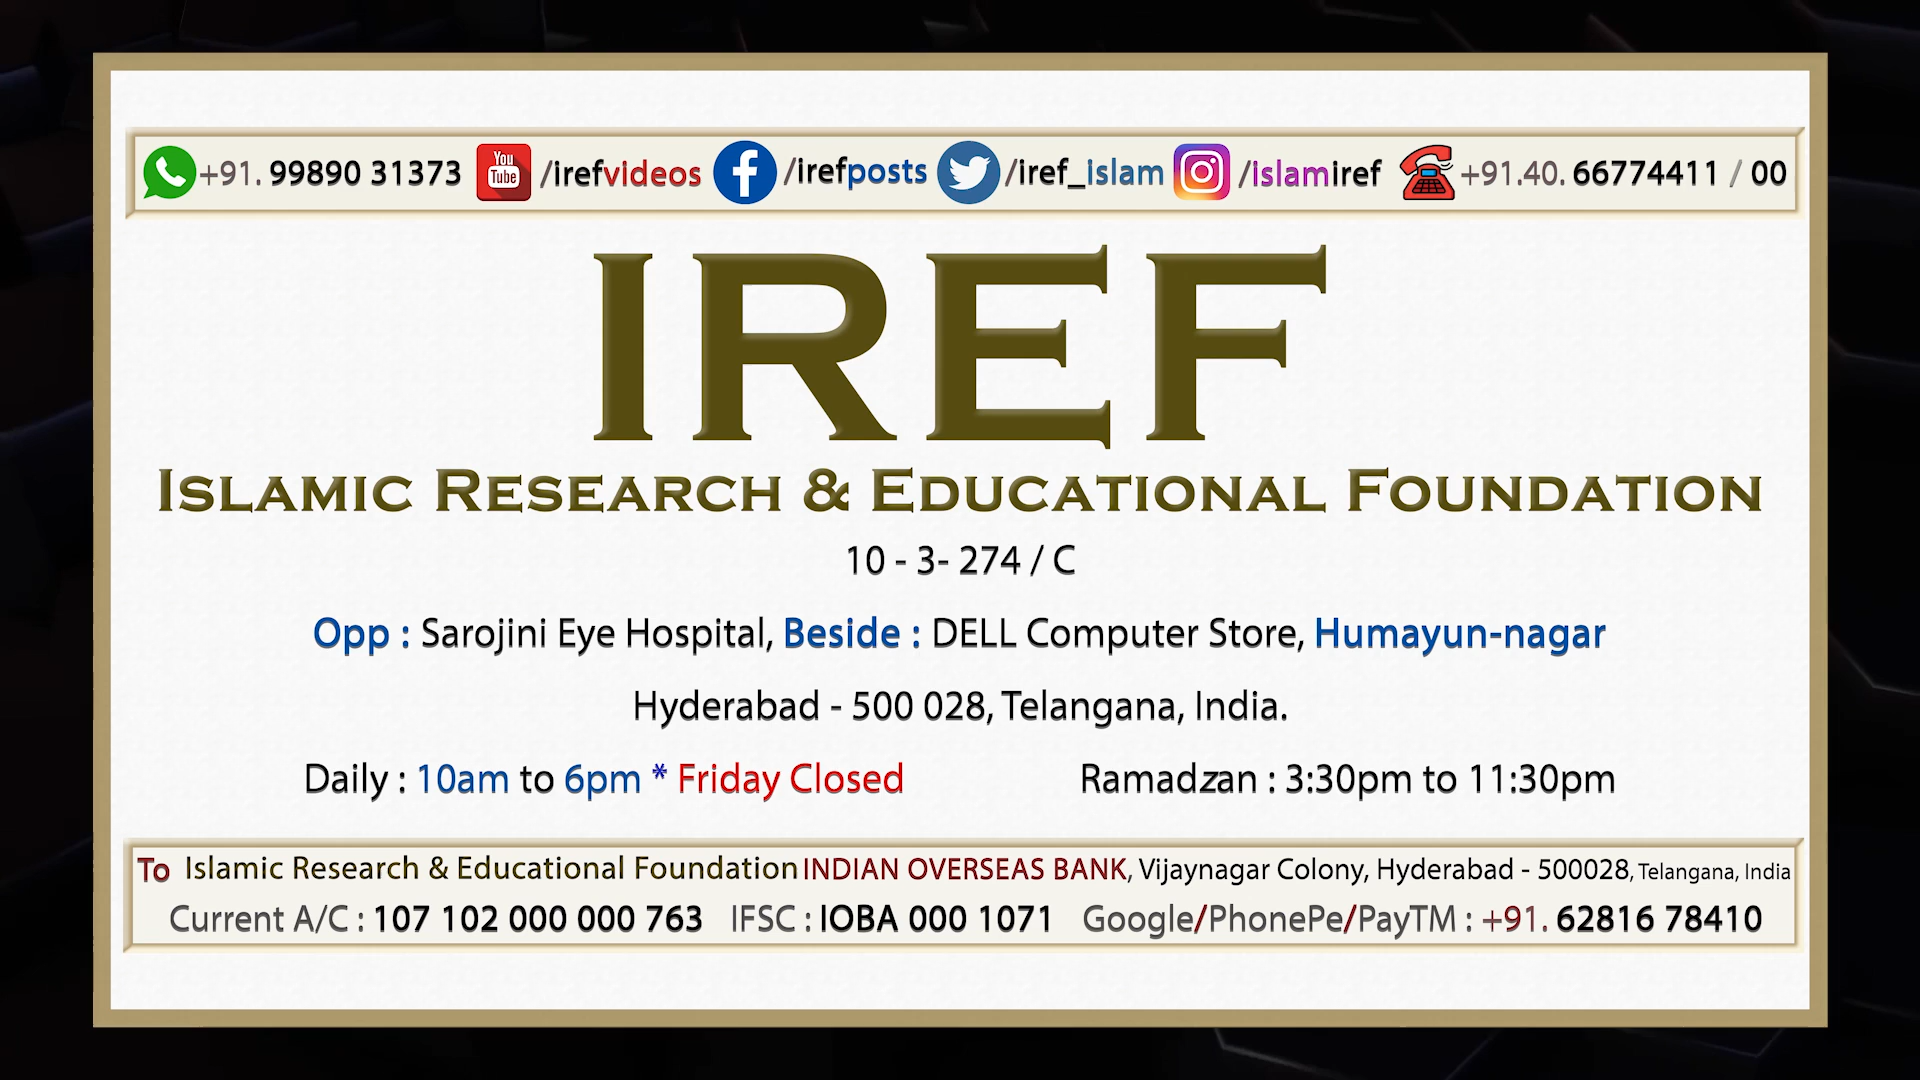 +91. 99890 31373 You Tube /irefvideos /irefposts /iref_islam /islamiref +91.40. 66774411 / 00
IREF
ISLAMIC RESEARCH & EDUCATIONAL FOUNDATION
10 - 3- 274 / C
Opp : Sarojini Eye Hospital, Beside : DELL Computer Store, Humayun-nagar
Hyderabad - 500 028, Telangana, India.
Daily : 10am to 6pm * Friday Closed Ramadzan : 3:30pm to 11:30pm
To Islamic Research & Educational Foundation INDIAN OVERSEAS BANK, Vijaynagar Colony, Hyderabad - 500028, Telangana, India
Current A/C : 107 102 000 000 763 IFSC : IOBA 000 1071 Google/PhonePe/PayTM : +91. 62816 78410